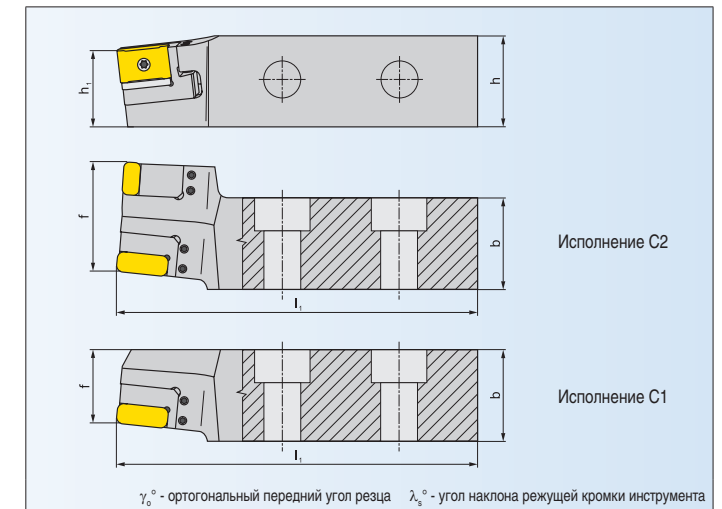 h₁
h
f
b
Исполнение C2
l₁
f
b
Исполнение C1
l₁
γₒ° - ортогональный передний угол резца λₛ° - угол наклона режущей кромки инструмента